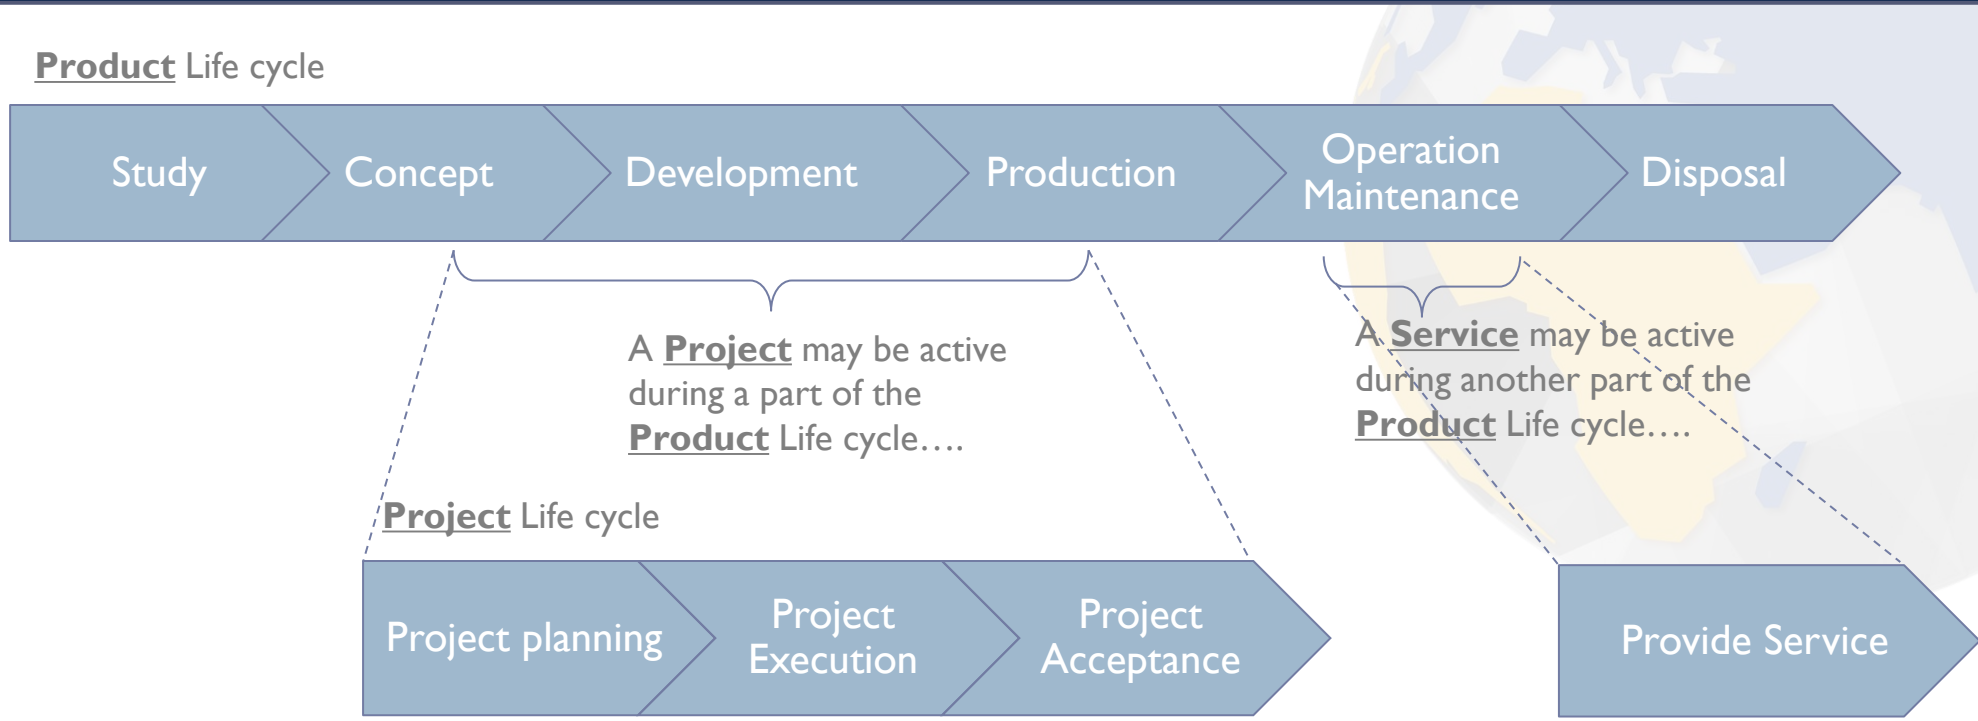 Product Life cycle
Study
Concept
Development
Production
Operation
Maintenance
Disposal
A Project may be active
during a part of the
Product Life cycle….
A Service may be active
during another part of the
Product Life cycle….
Project Life cycle
Project planning
Project
Execution
Project
Acceptance
Provide Service